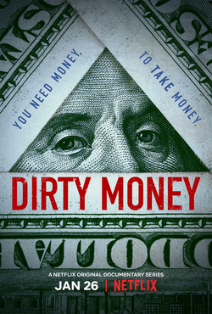 YOU NEED MONEY,
TO TAKE MONEY.
DIRTY MONEY
A NETFLIX ORIGINAL DOCUMENTARY SERIES
JAN 26 | NETFLIX